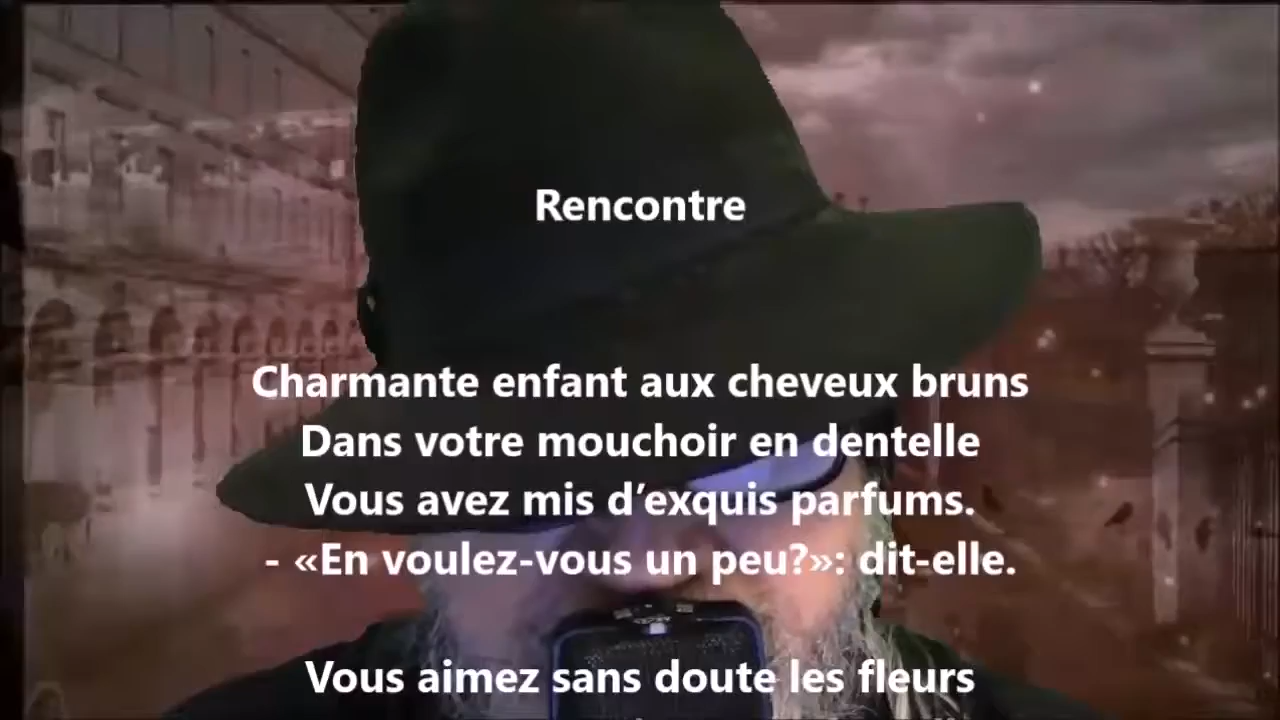 Rencontre
Charmante enfant aux cheveux bruns
Dans votre mouchoir en dentelle
Vous avez mis d’exquis parfums.
- «En voulez-vous un peu?»: dit-elle.
Vous aimez sans doute les fleurs